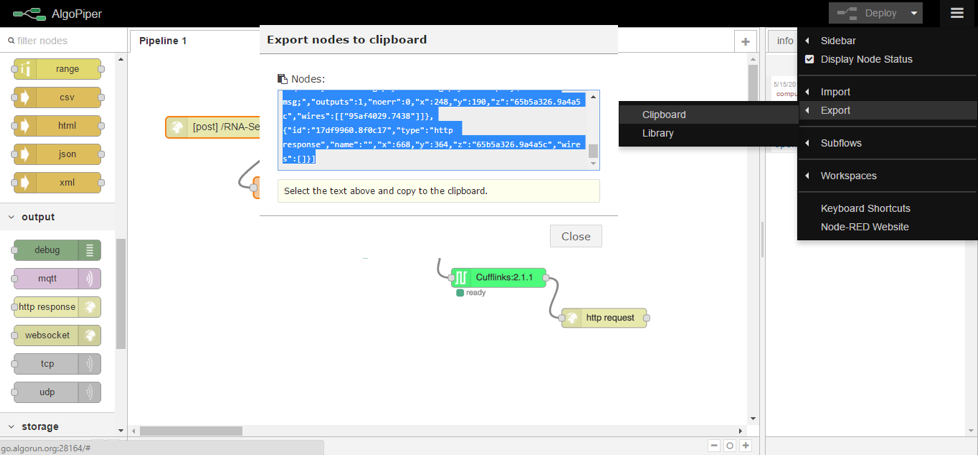 AlgoPiper
Deploy
filter nodes
range
csv
html
json
xml
output
debug
mqtt
http response
websocket
tcp
udp
storage
go.algorun.org:28164/#
Pipeline 1
[post] /RNA-Se
Export nodes to clipboard
Nodes:
msg;","outputs":1,"noerr":0,"x":248,"y":190,"z":"65b5a326.9a4a5
c","wires":[["95af4029.7438"]]},
{"id":"17df9960.8f0c17","type":"http
response","name":"","x":668,"y":364,"z":"65b5a326.9a4a5c","wire
s":[]}]
Select the text above and copy to the clipboard.
Close
Cufflinks:2.1.1
ready
http request
info
5/15/20
compu
Sidebar
Display Node Status
Import
Export
Clipboard
Library
Subflows
Workspaces
Keyboard Shortcuts
Node-RED Website